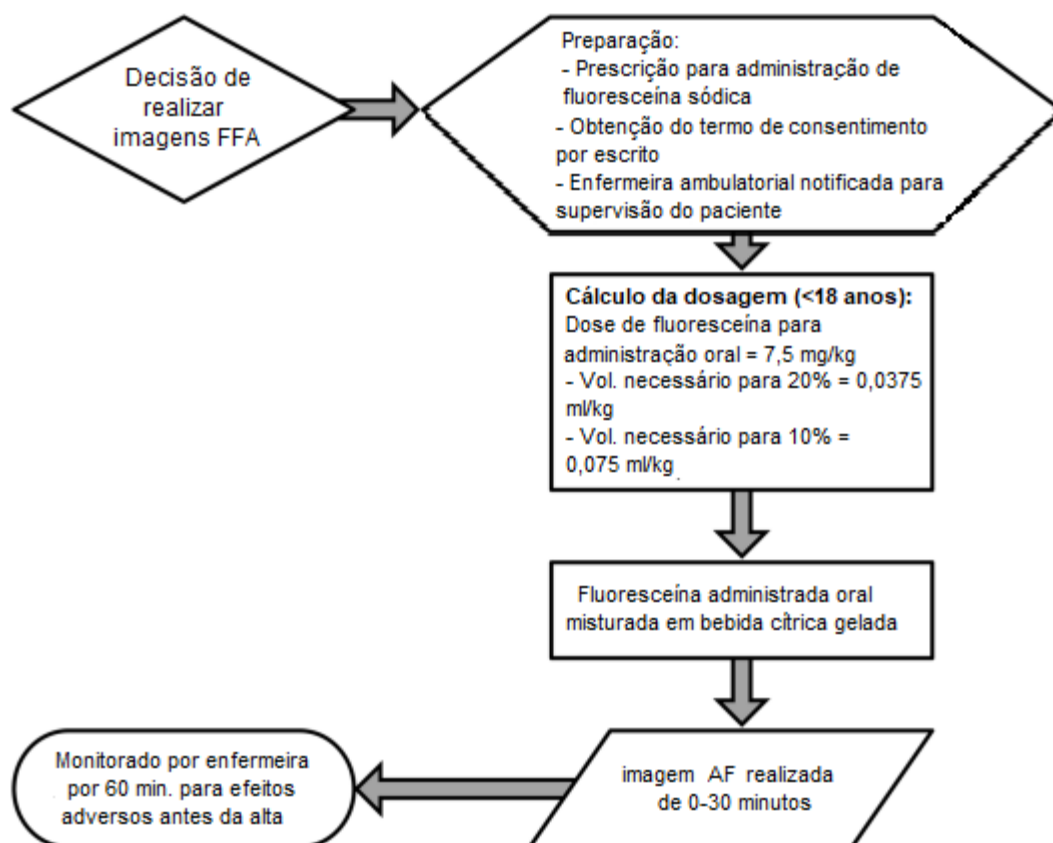 Decisão de
realizar
imagens FFA
Preparação:
- Prescrição para administração de
fluoresceína sódica
- Obtenção do termo de consentimento
por escrito
- Enfermeira ambulatorial notificada para
supervisão do paciente
Cálculo da dosagem (<18 anos):
Dose de fluoresceína para
administração oral = 7,5 mg/kg
- Vol. necessário para 20% = 0,0375
ml/kg
- Vol. necessário para 10% =
0,075 ml/kg
Fluoresceína administrada oral
misturada em bebida cítrica gelada
imagem AF realizada
de 0-30 minutos
Monitorado por enfermeira
por 60 min. para efeitos
adversos antes da alta